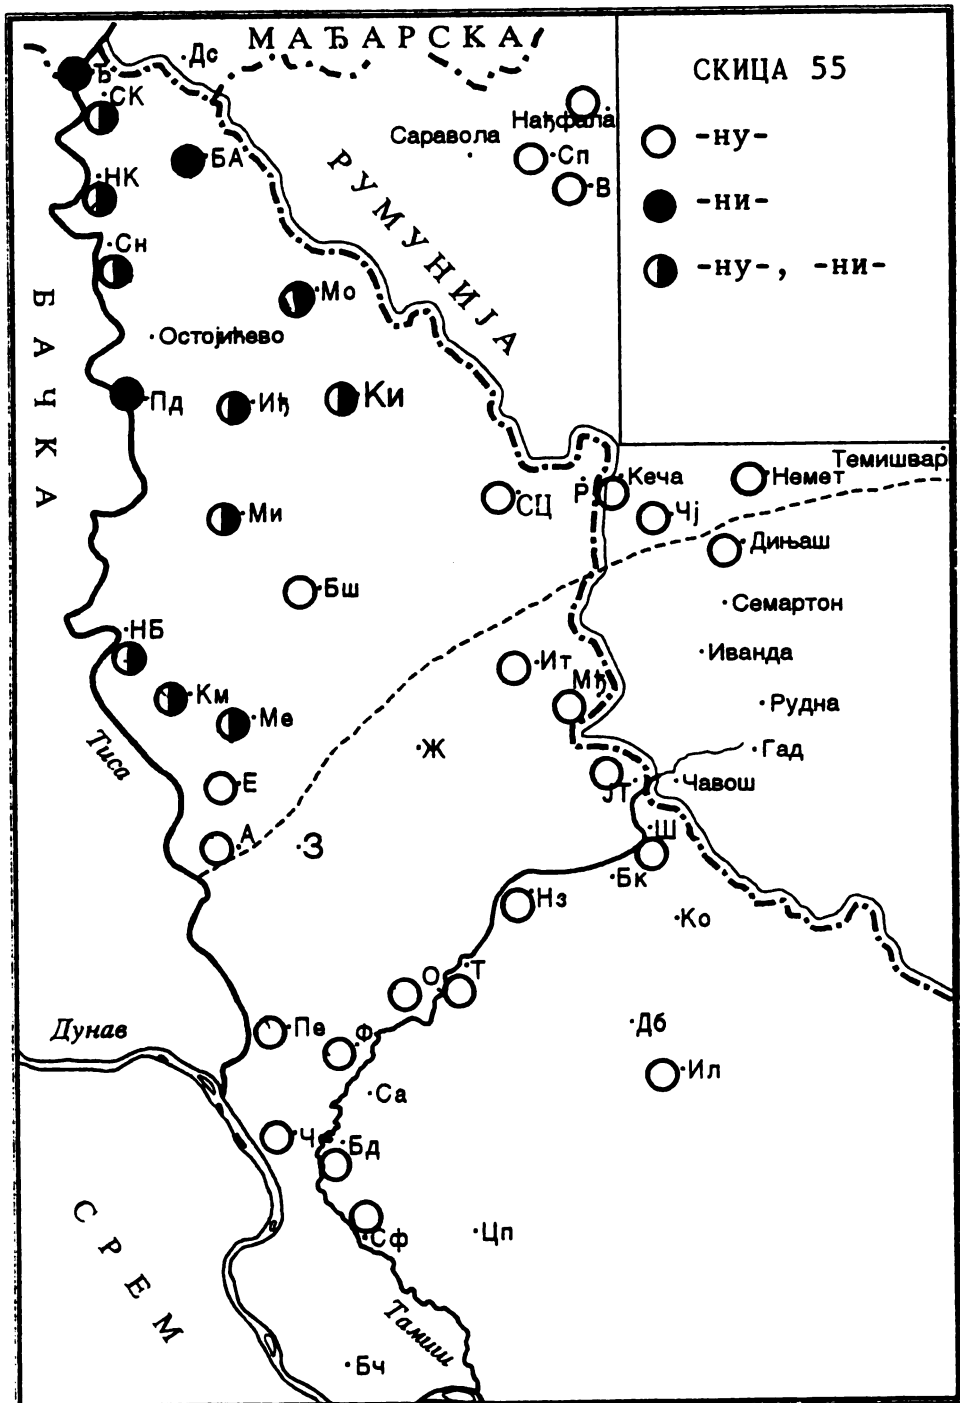 МАЂАРСКА
СКИЦА 55
-ну-
-ни-
-ну-, -ни-
Ђ
Дс
СК
БА
НК
Сн
Мо
Остојићево
Пд
Иђ
Ки
Саравола
Нађфала
Сп
В
РУМУНИЈА
БАЧКА
Ми
СЦ
Р
Кеча
Чј
Немет
Темишвар
Дињаш
Бш
Семартон
НБ
Иванда
Ит
Мђ
Км
Ме
Рудна
Тиса
Ж
Гад
Е
ЈТ
Чавош
А
З
Ш
Бк
Нз
Ко
О
Т
Дунав
Пе
Ф
Дб
Ил
Са
Ч
Бд
СРЕМ
Сф
Цп
Тамиш
Бч